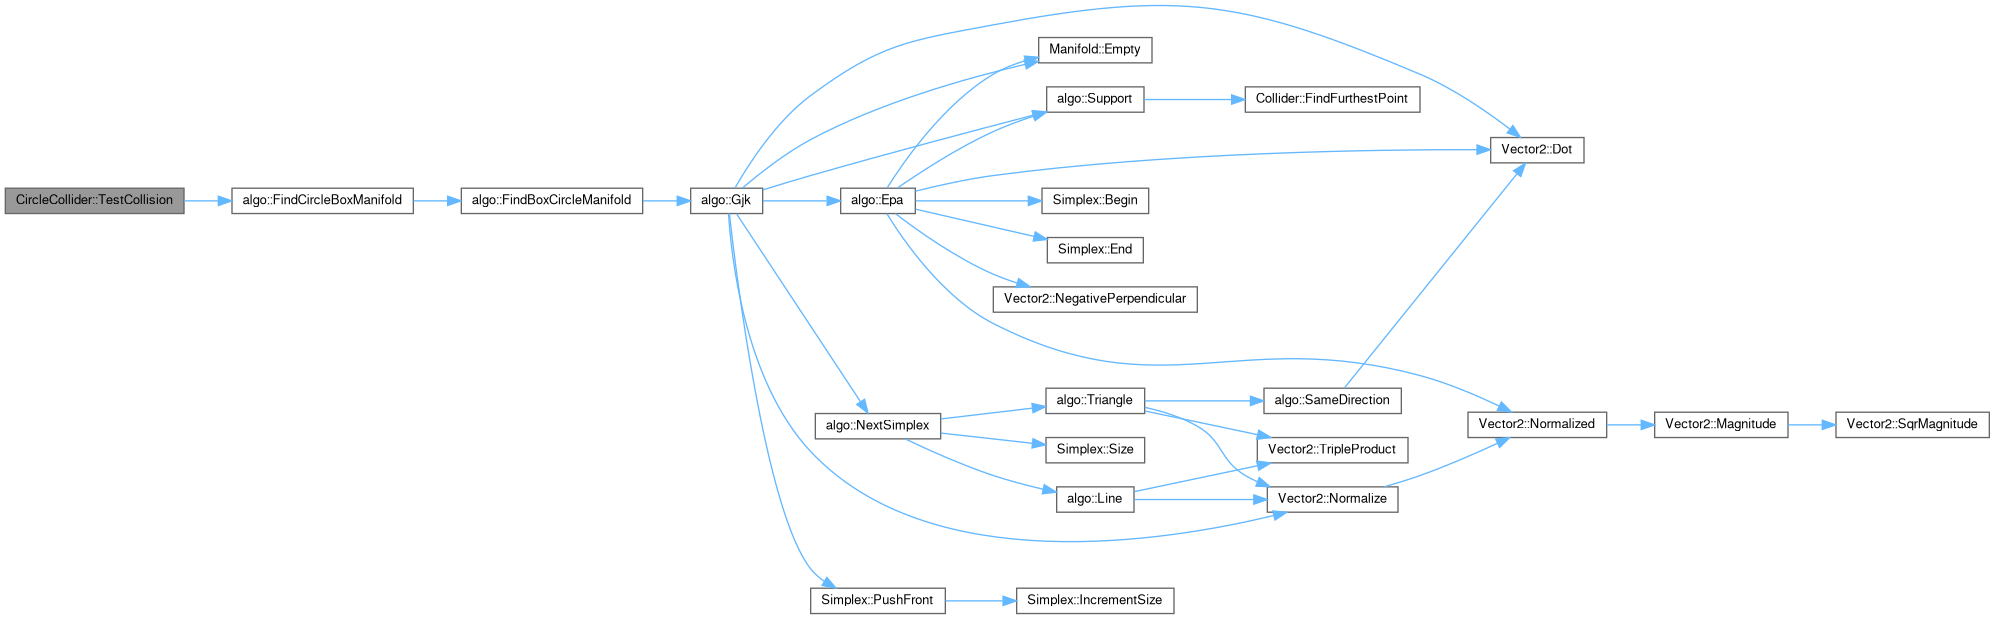 CircleCollider::TestCollision
algo::FindCircleBoxManifold
algo::FindBoxCircleManifold
algo::Gjk
algo::Epa
Manifold::Empty
algo::Support
Collider::FindFurthestPoint
Vector2::Dot
Simplex::Begin
Simplex::End
Vector2::NegativePerpendicular
algo::NextSimplex
algo::Triangle
algo::SameDirection
Simplex::Size
Vector2::TripleProduct
algo::Line
Vector2::Normalize
Vector2::Normalized
Vector2::Magnitude
Vector2::SqrMagnitude
Simplex::PushFront
Simplex::IncrementSize